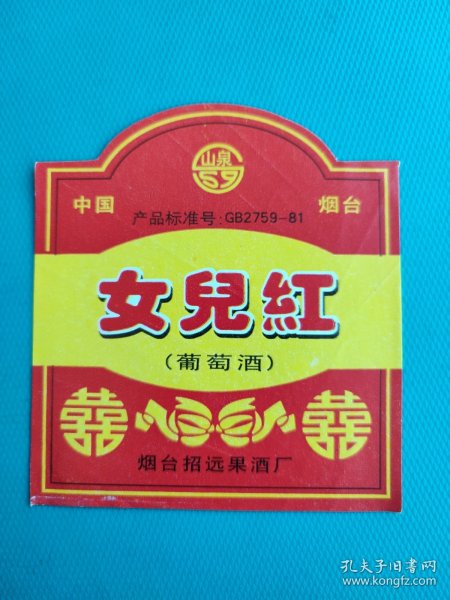 山泉
中国 烟台
产品标准号:GB2759-81
女兒紅
(葡萄酒)
囍 囍
烟台招远果酒厂
孔夫子旧书网
www.kongfz.com